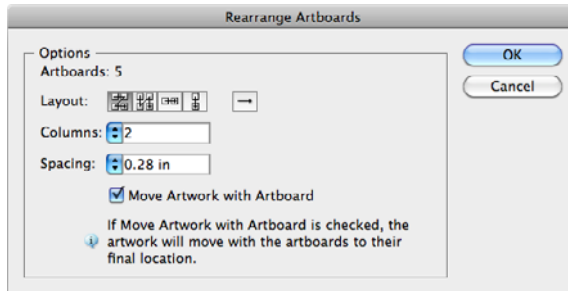 Rearrange Artboards
Options
Artboards: 5
Layout:
Columns: 2
Spacing: 0.28 in
Move Artwork with Artboard
If Move Artwork with Artboard is checked, the
artwork will move with the artboards to their
final location.
OK
Cancel